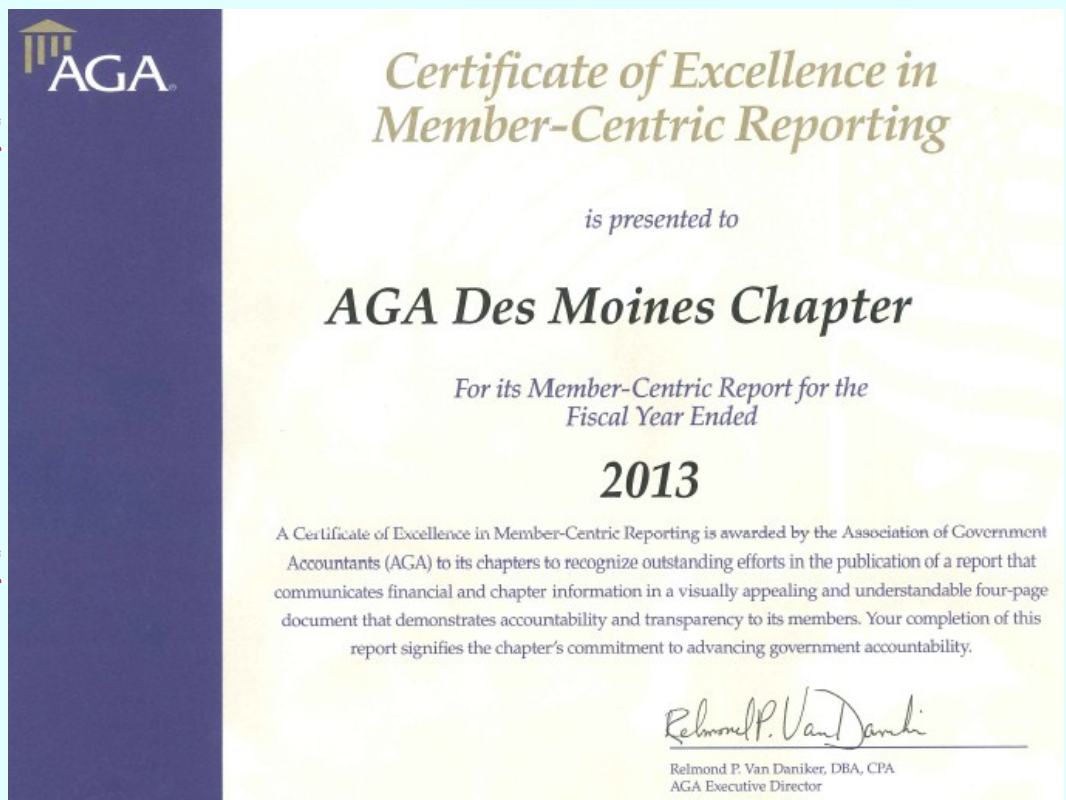 AGA®
Certificate of Excellence in
Member-Centric Reporting
is presented to
AGA Des Moines Chapter
For its Member-Centric Report for the
Fiscal Year Ended
2013
A Certificate of Excellence in Member-Centric Reporting is awarded by the Association of Government
Accountants (AGA) to its chapters to recognize outstanding efforts in the publication of a report that
communicates financial and chapter information in a visually appealing and understandable four-page
document that demonstrates accountability and transparency to its members. Your completion of this
report signifies the chapter's commitment to advancing government accountability.
Relmond P. Van Daniker
Relmond P. Van Daniker, DBA, CPA
AGA Executive Director